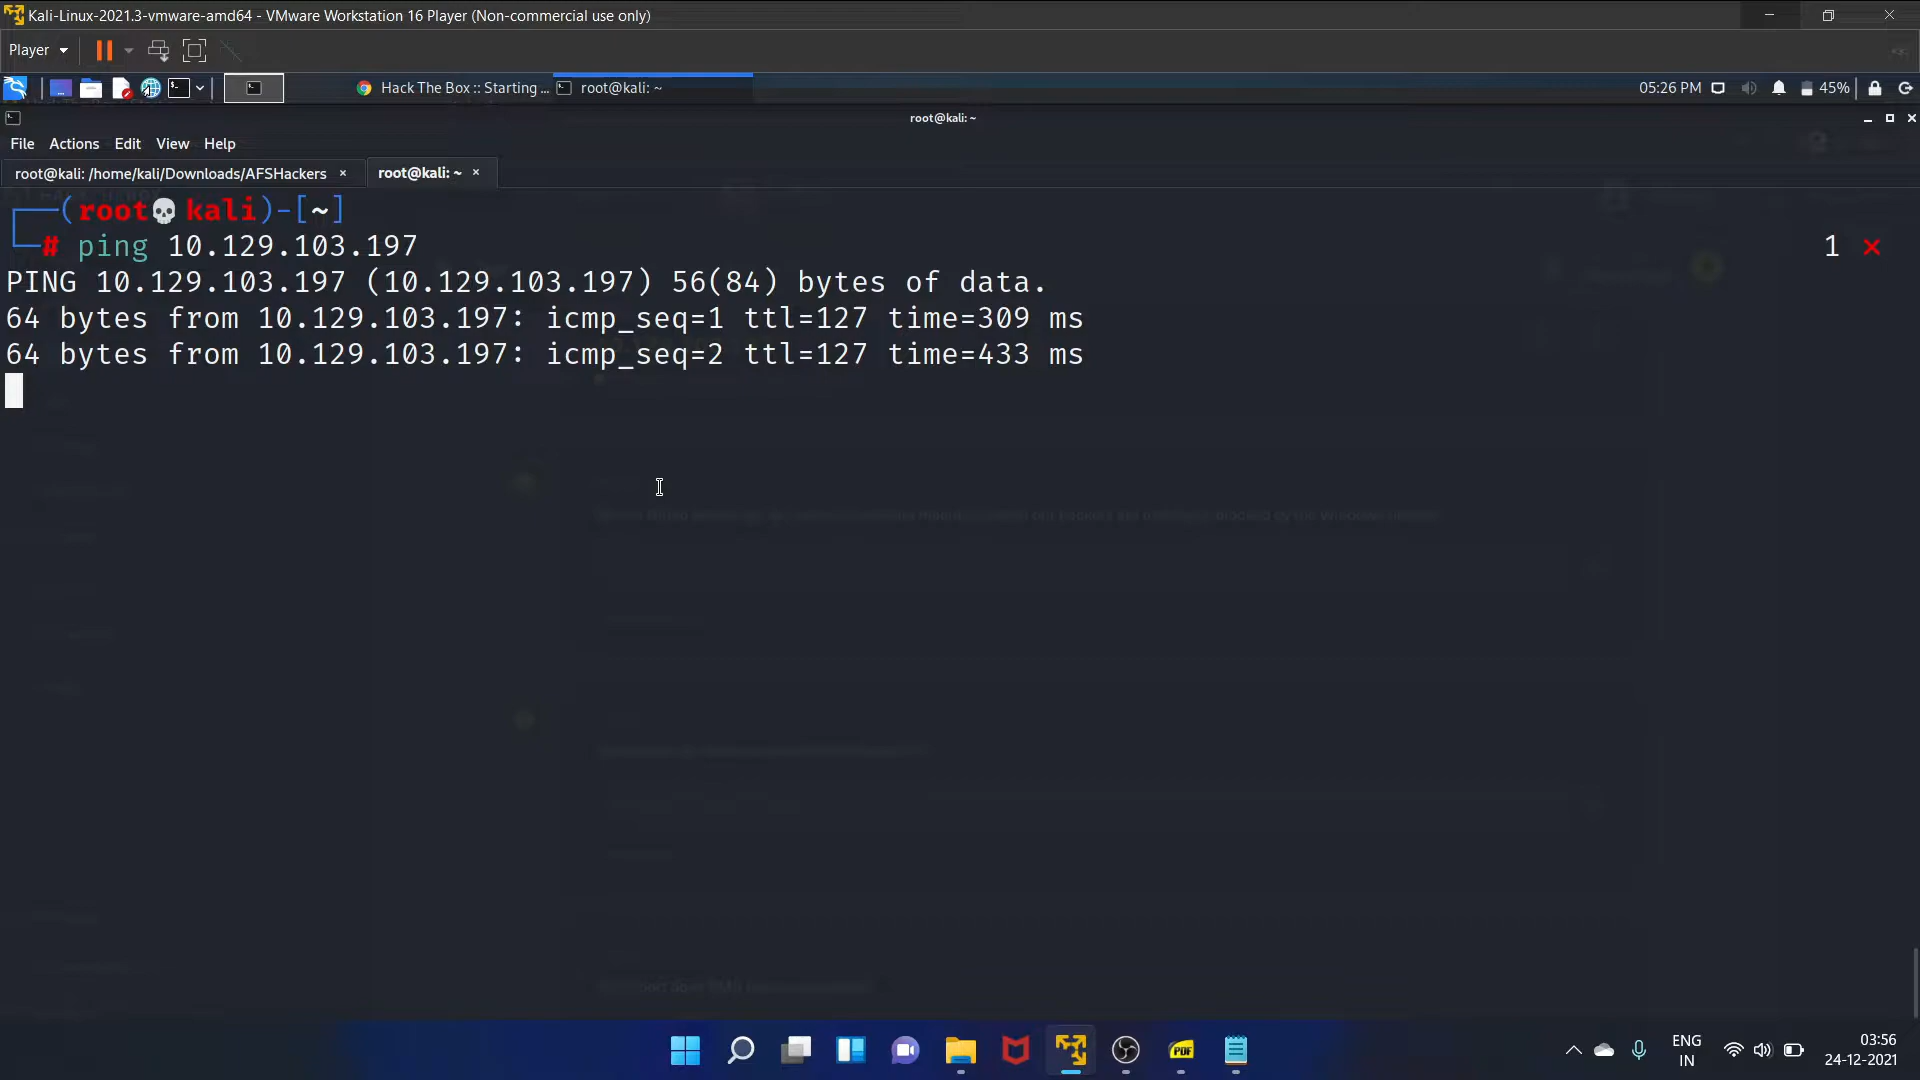 Kali-Linux-2021.3-vmware-amd64 - VMware Workstation 16 Player (Non-commercial use only)
Player
Hack The Box :: Starting ...
root@kali: ~
05:26 PM
45%
root@kali: ~
File Actions Edit View Help
root@kali: /home/kali/Downloads/AFSHackers
root@kali: ~
(root💀kali)-[~]
# ping 10.129.103.197
1 ✕
PING 10.129.103.197 (10.129.103.197) 56(84) bytes of data.
64 bytes from 10.129.103.197: icmp_seq=1 ttl=127 time=309 ms
64 bytes from 10.129.103.197: icmp_seq=2 ttl=127 time=433 ms
PDF
ENG
IN
03:56
24-12-2021